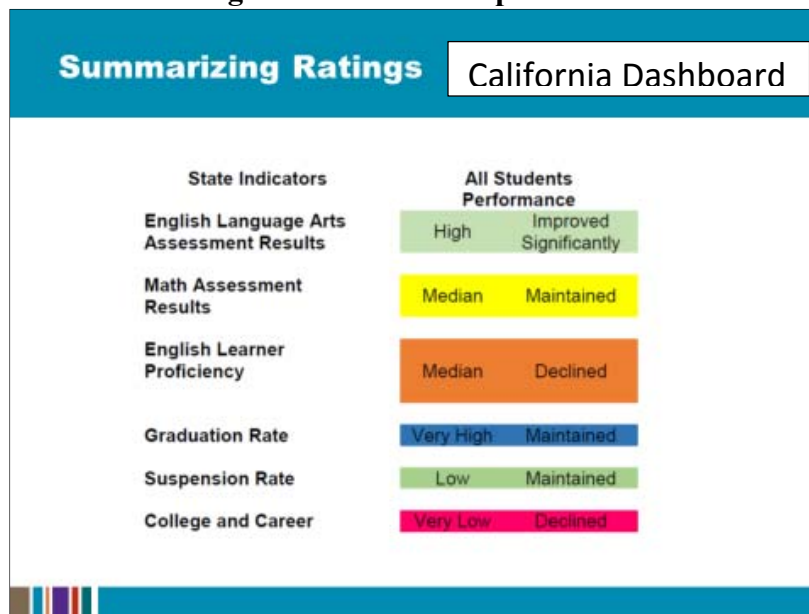 Summarizing Ratings
California Dashboard
State Indicators
All Students
Performance
English Language Arts
Assessment Results
High
Improved
Significantly
Math Assessment
Results
Median
Maintained
English Learner
Proficiency
Median
Declined
Graduation Rate
Very High
Maintained
Suspension Rate
Low
Maintained
College and Career
Very Low
Declined